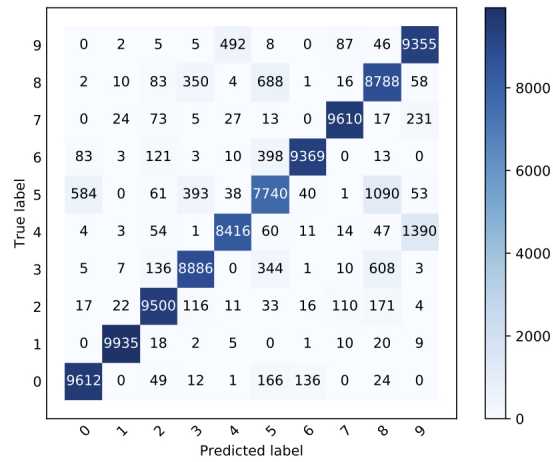 9 0 2 5 5 492 8 0 87 46 9355
8 2 10 83 350 4 688 1 16 8788 58
7 0 24 73 5 27 13 0 9610 17 231
6 83 3 121 3 10 398 9369 0 13 0
5 584 0 61 393 38 7740 40 1 1090 53
4 4 3 54 1 8416 60 11 14 47 1390
3 5 7 136 8886 0 344 1 10 608 3
2 17 22 9500 116 11 33 16 110 171 4
1 0 9935 18 2 5 0 1 10 20 9
0 9612 0 49 12 1 166 136 0 24 0
0 1 2 3 4 5 6 7 8 9
Predicted label
True label
8000
6000
4000
2000
0